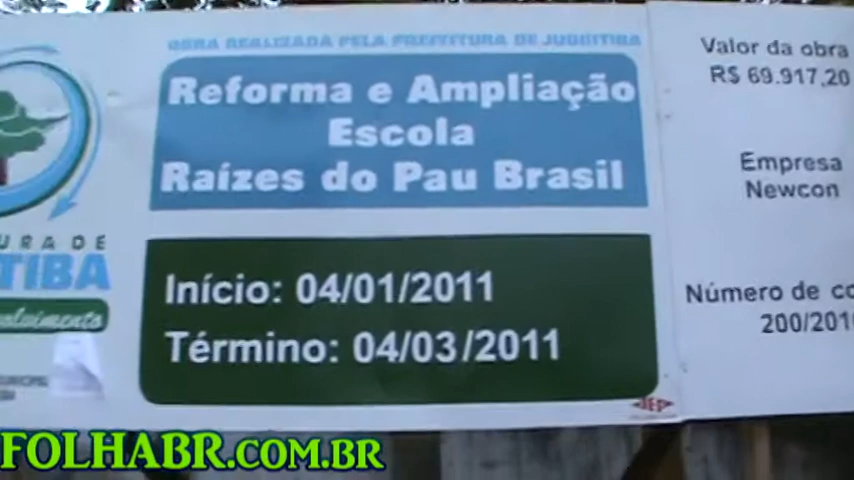 OBRA REALIZADA PELA PREFEITURA DE JUQUITIBA
Reforma e Ampliação
Escola
Raízes do Pau Brasil
Início: 04/01/2011
Término: 04/03/2011
Valor da obra
R$ 69.917,20
Empresa
Newcon
Número de co
200/201
URA DE
TIBA
olvimento
FOLHABR.COM.BR